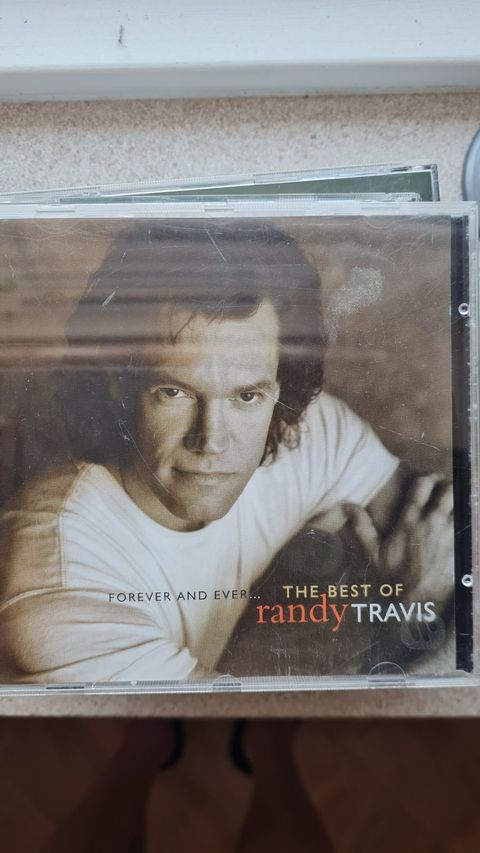 FOREVER AND EVER...
THE BEST OF
randy TRAVIS